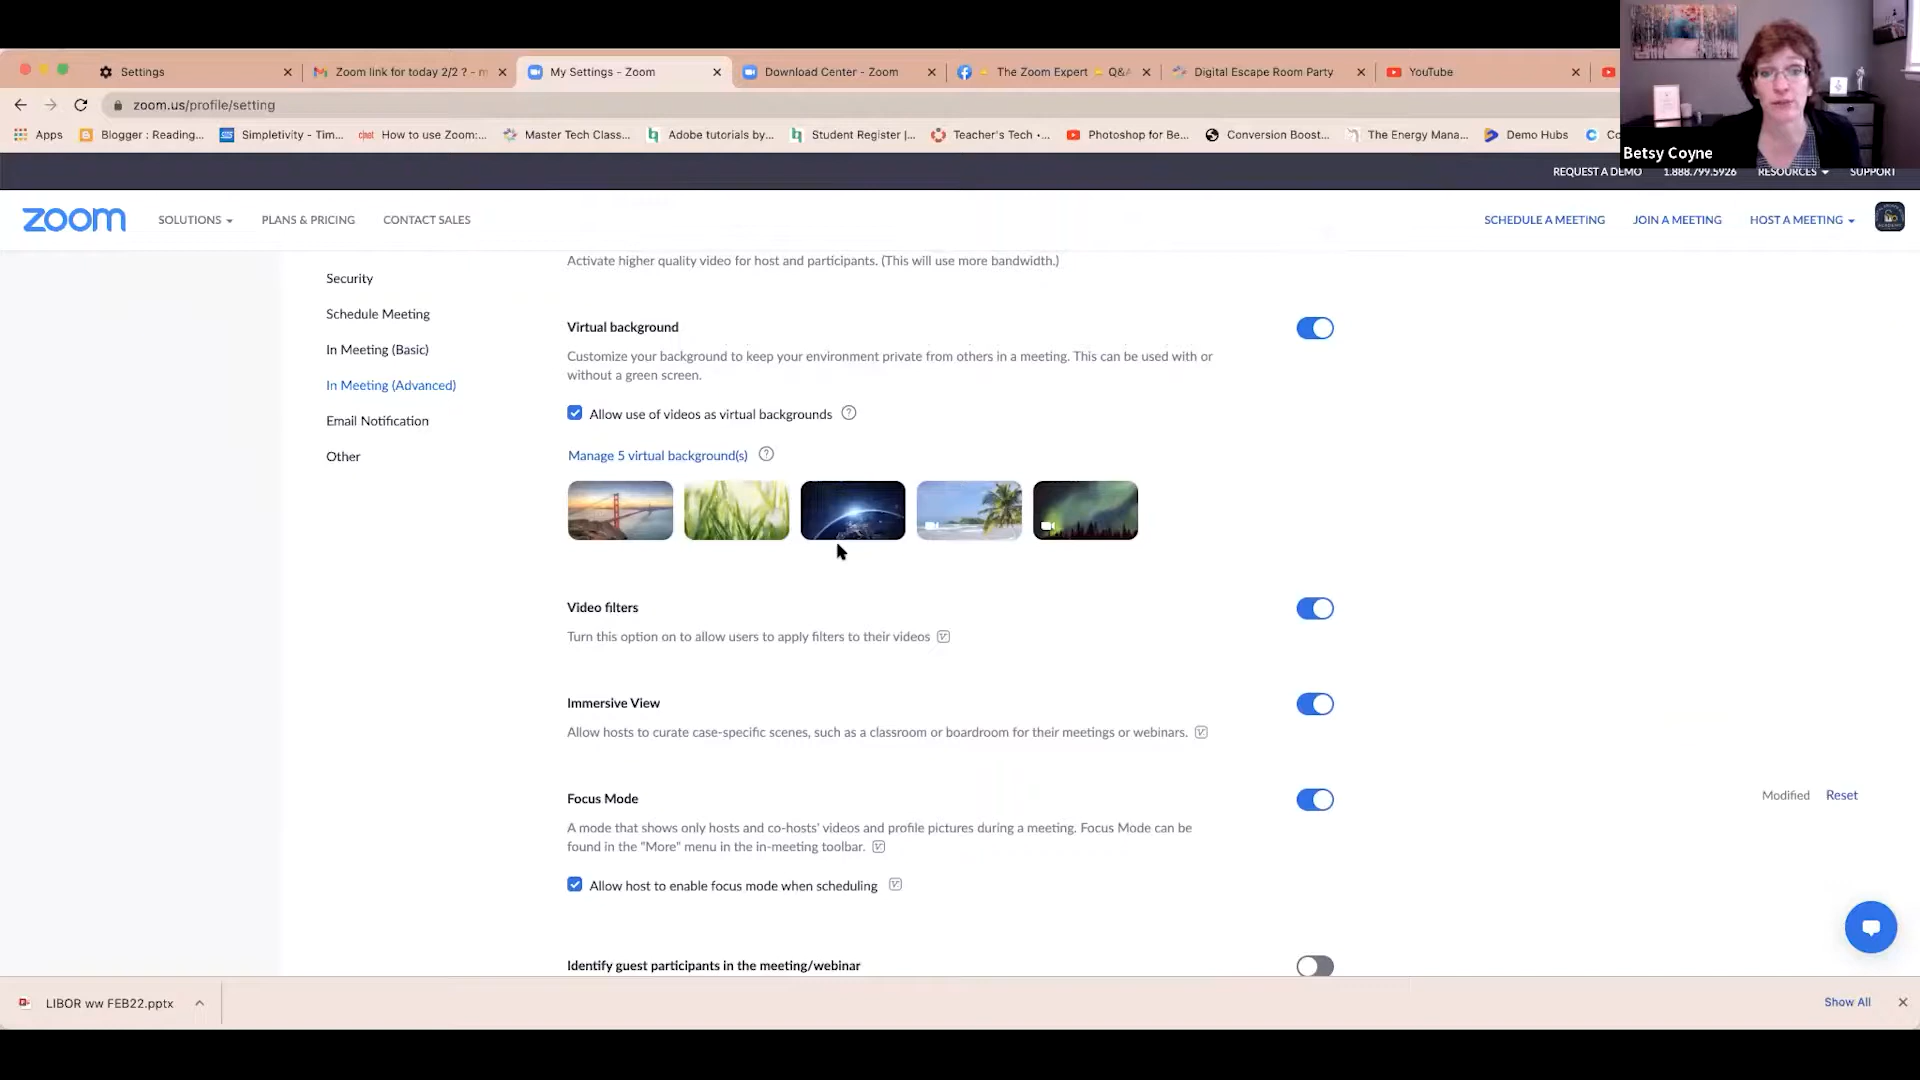 Settings
Zoom link for today 2/2 ? - m
My Settings - Zoom
Download Center - Zoom
The Zoom Expert
Q&A
Digital Escape Room Party
YouTube
zoom.us/profile/setting
Apps
Blogger : Reading...
Simpletivity - Tim...
cnet
How to use Zoom:...
Master Tech Class...
Adobe tutorials by...
Student Register |...
Teacher's Tech -...
Photoshop for Be...
Conversion Boost...
The Energy Mana...
Demo Hubs
Betsy Coyne
REQUEST A DEMO
1.888.799.5926
RESOURCES
SUPPORT
zoom
SOLUTIONS
PLANS & PRICING
CONTACT SALES
SCHEDULE A MEETING
JOIN A MEETING
HOST A MEETING
Security
Schedule Meeting
In Meeting (Basic)
In Meeting (Advanced)
Email Notification
Other
Activate higher quality video for host and participants. (This will use more bandwidth.)
Virtual background
Customize your background to keep your environment private from others in a meeting. This can be used with or
without a green screen.
Allow use of videos as virtual backgrounds
Manage 5 virtual background(s)
Video filters
Turn this option on to allow users to apply filters to their videos
Immersive View
Allow hosts to curate case-specific scenes, such as a classroom or boardroom for their meetings or webinars.
Focus Mode
Modified
Reset
A mode that shows only hosts and co-hosts' videos and profile pictures during a meeting. Focus Mode can be
found in the "More" menu in the in-meeting toolbar.
Allow host to enable focus mode when scheduling
Identify guest participants in the meeting/webinar
LIBOR ww FEB22.pptx
Show All